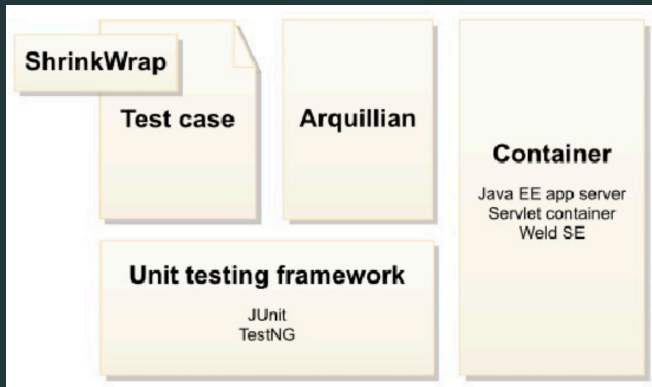 ShrinkWrap
Test case
Arquillian
Container
Java EE app server
Servlet container
Weld SE
Unit testing framework
JUnit
TestNG